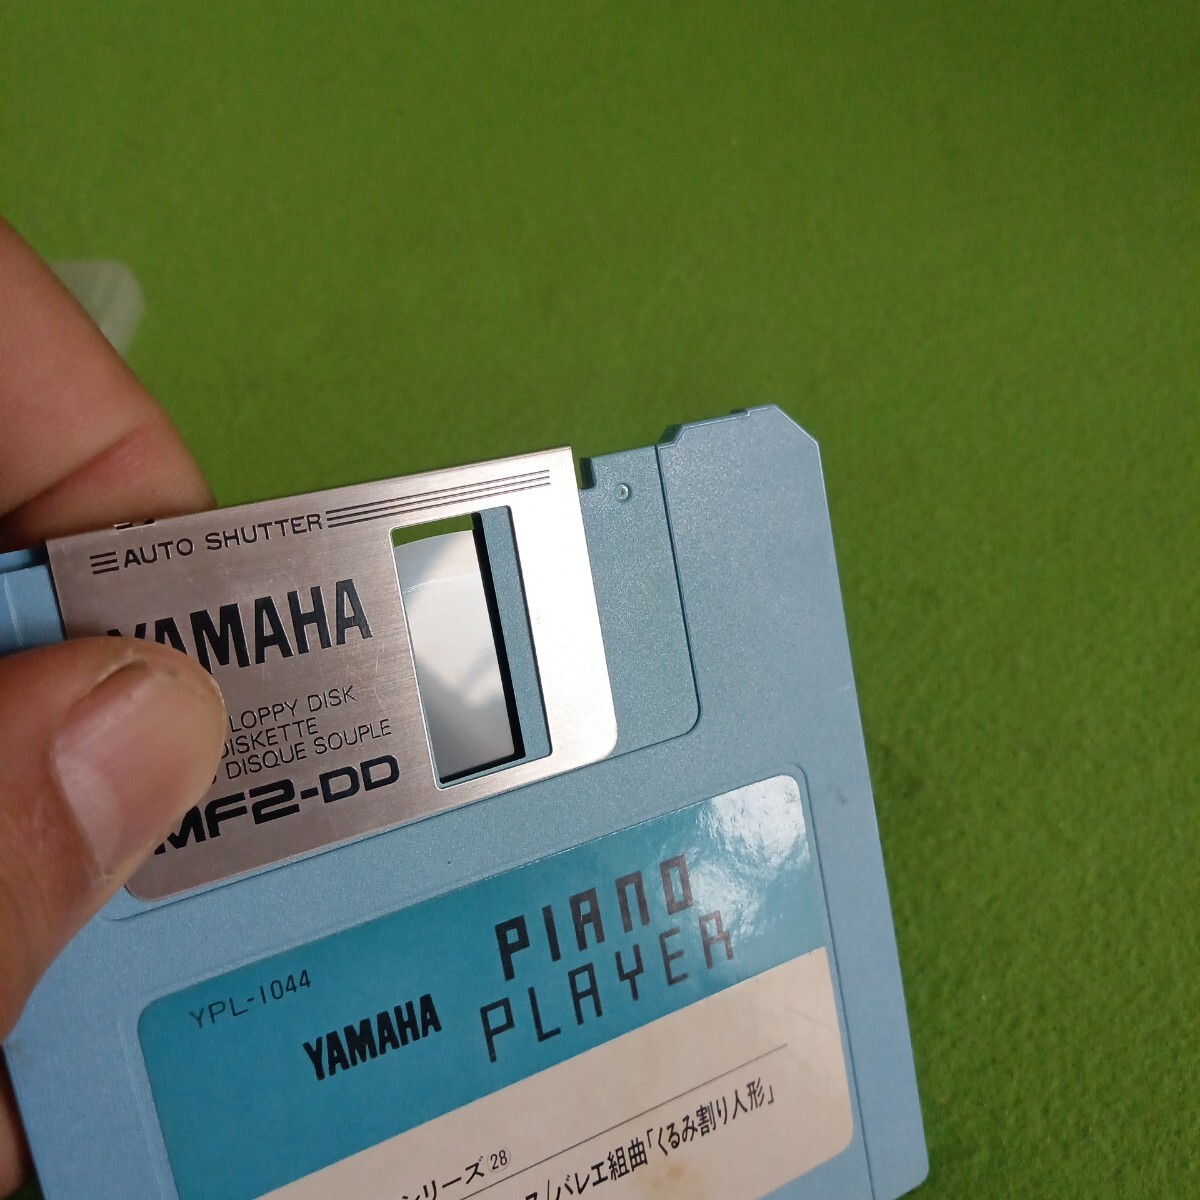 AUTO SHUTTER
YAMAHA
LOPPY DISK
DISKETTE
DISQUE SOUPLE
MF2-DD
YPL-1044
YAMAHA
PIANO
PLAYER
リーズ㉘
/バレエ組曲「くるみ割り人形」